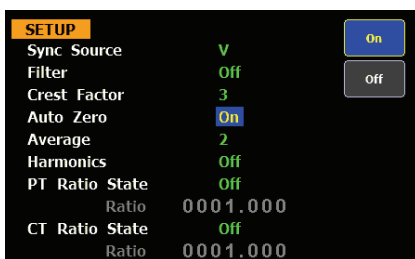 SETUP
Sync Source V
Filter Off
Crest Factor 3
Auto Zero On
Average 2
Harmonics Off
PT Ratio State Off
Ratio 0001.000
CT Ratio State Off
Ratio 0001.000
On
Off